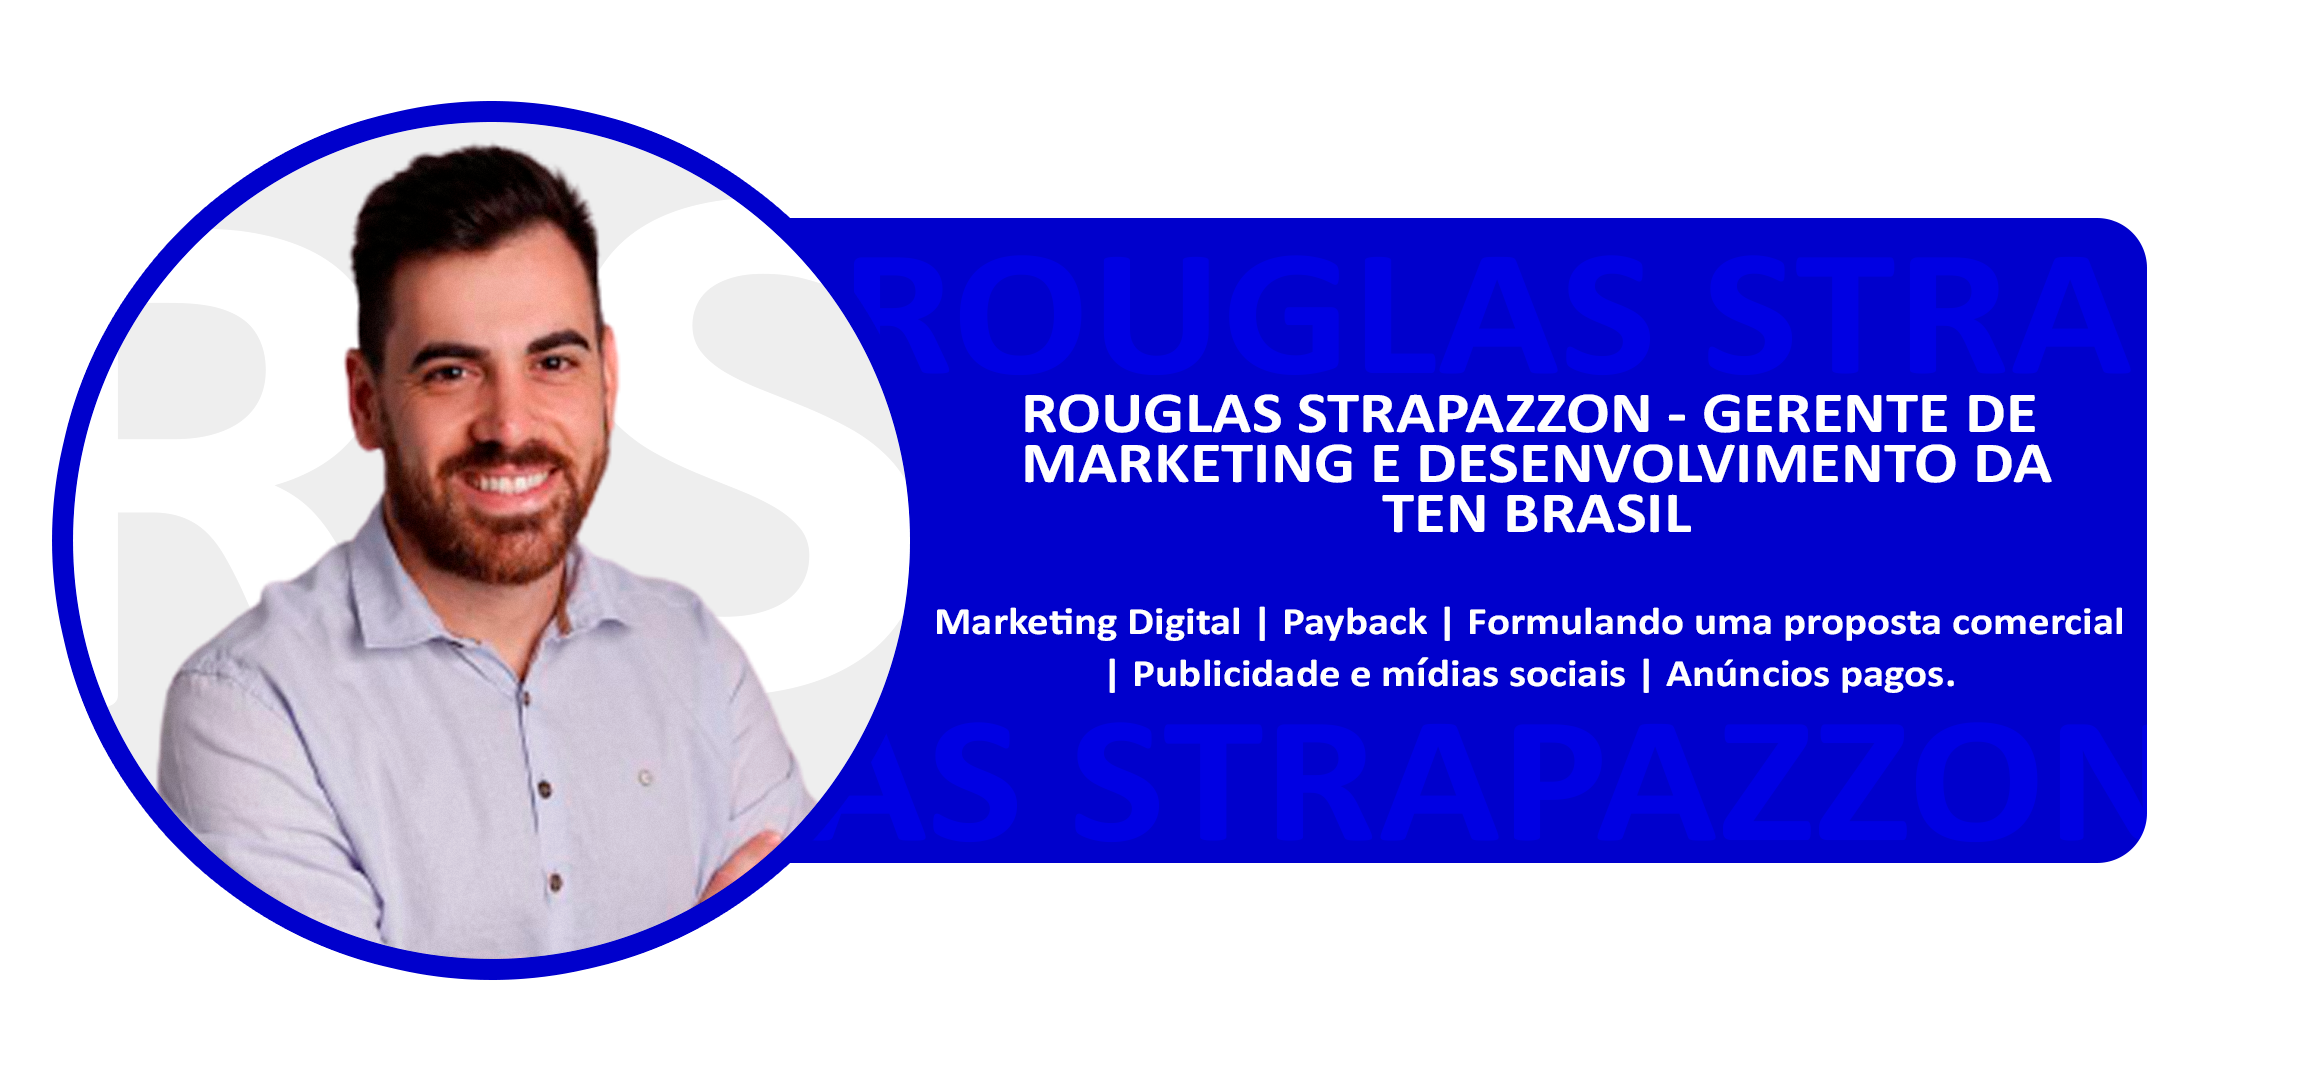 RS
ROUGLAS STRA
ROUGLAS STRAPAZZON - GERENTE DE
MARKETING E DESENVOLVIMENTO DA
TEN BRASIL
Marketing Digital | Payback | Formulando uma proposta comercial
| Publicidade e mídias sociais | Anúncios pagos.
AS STRAPAZZON